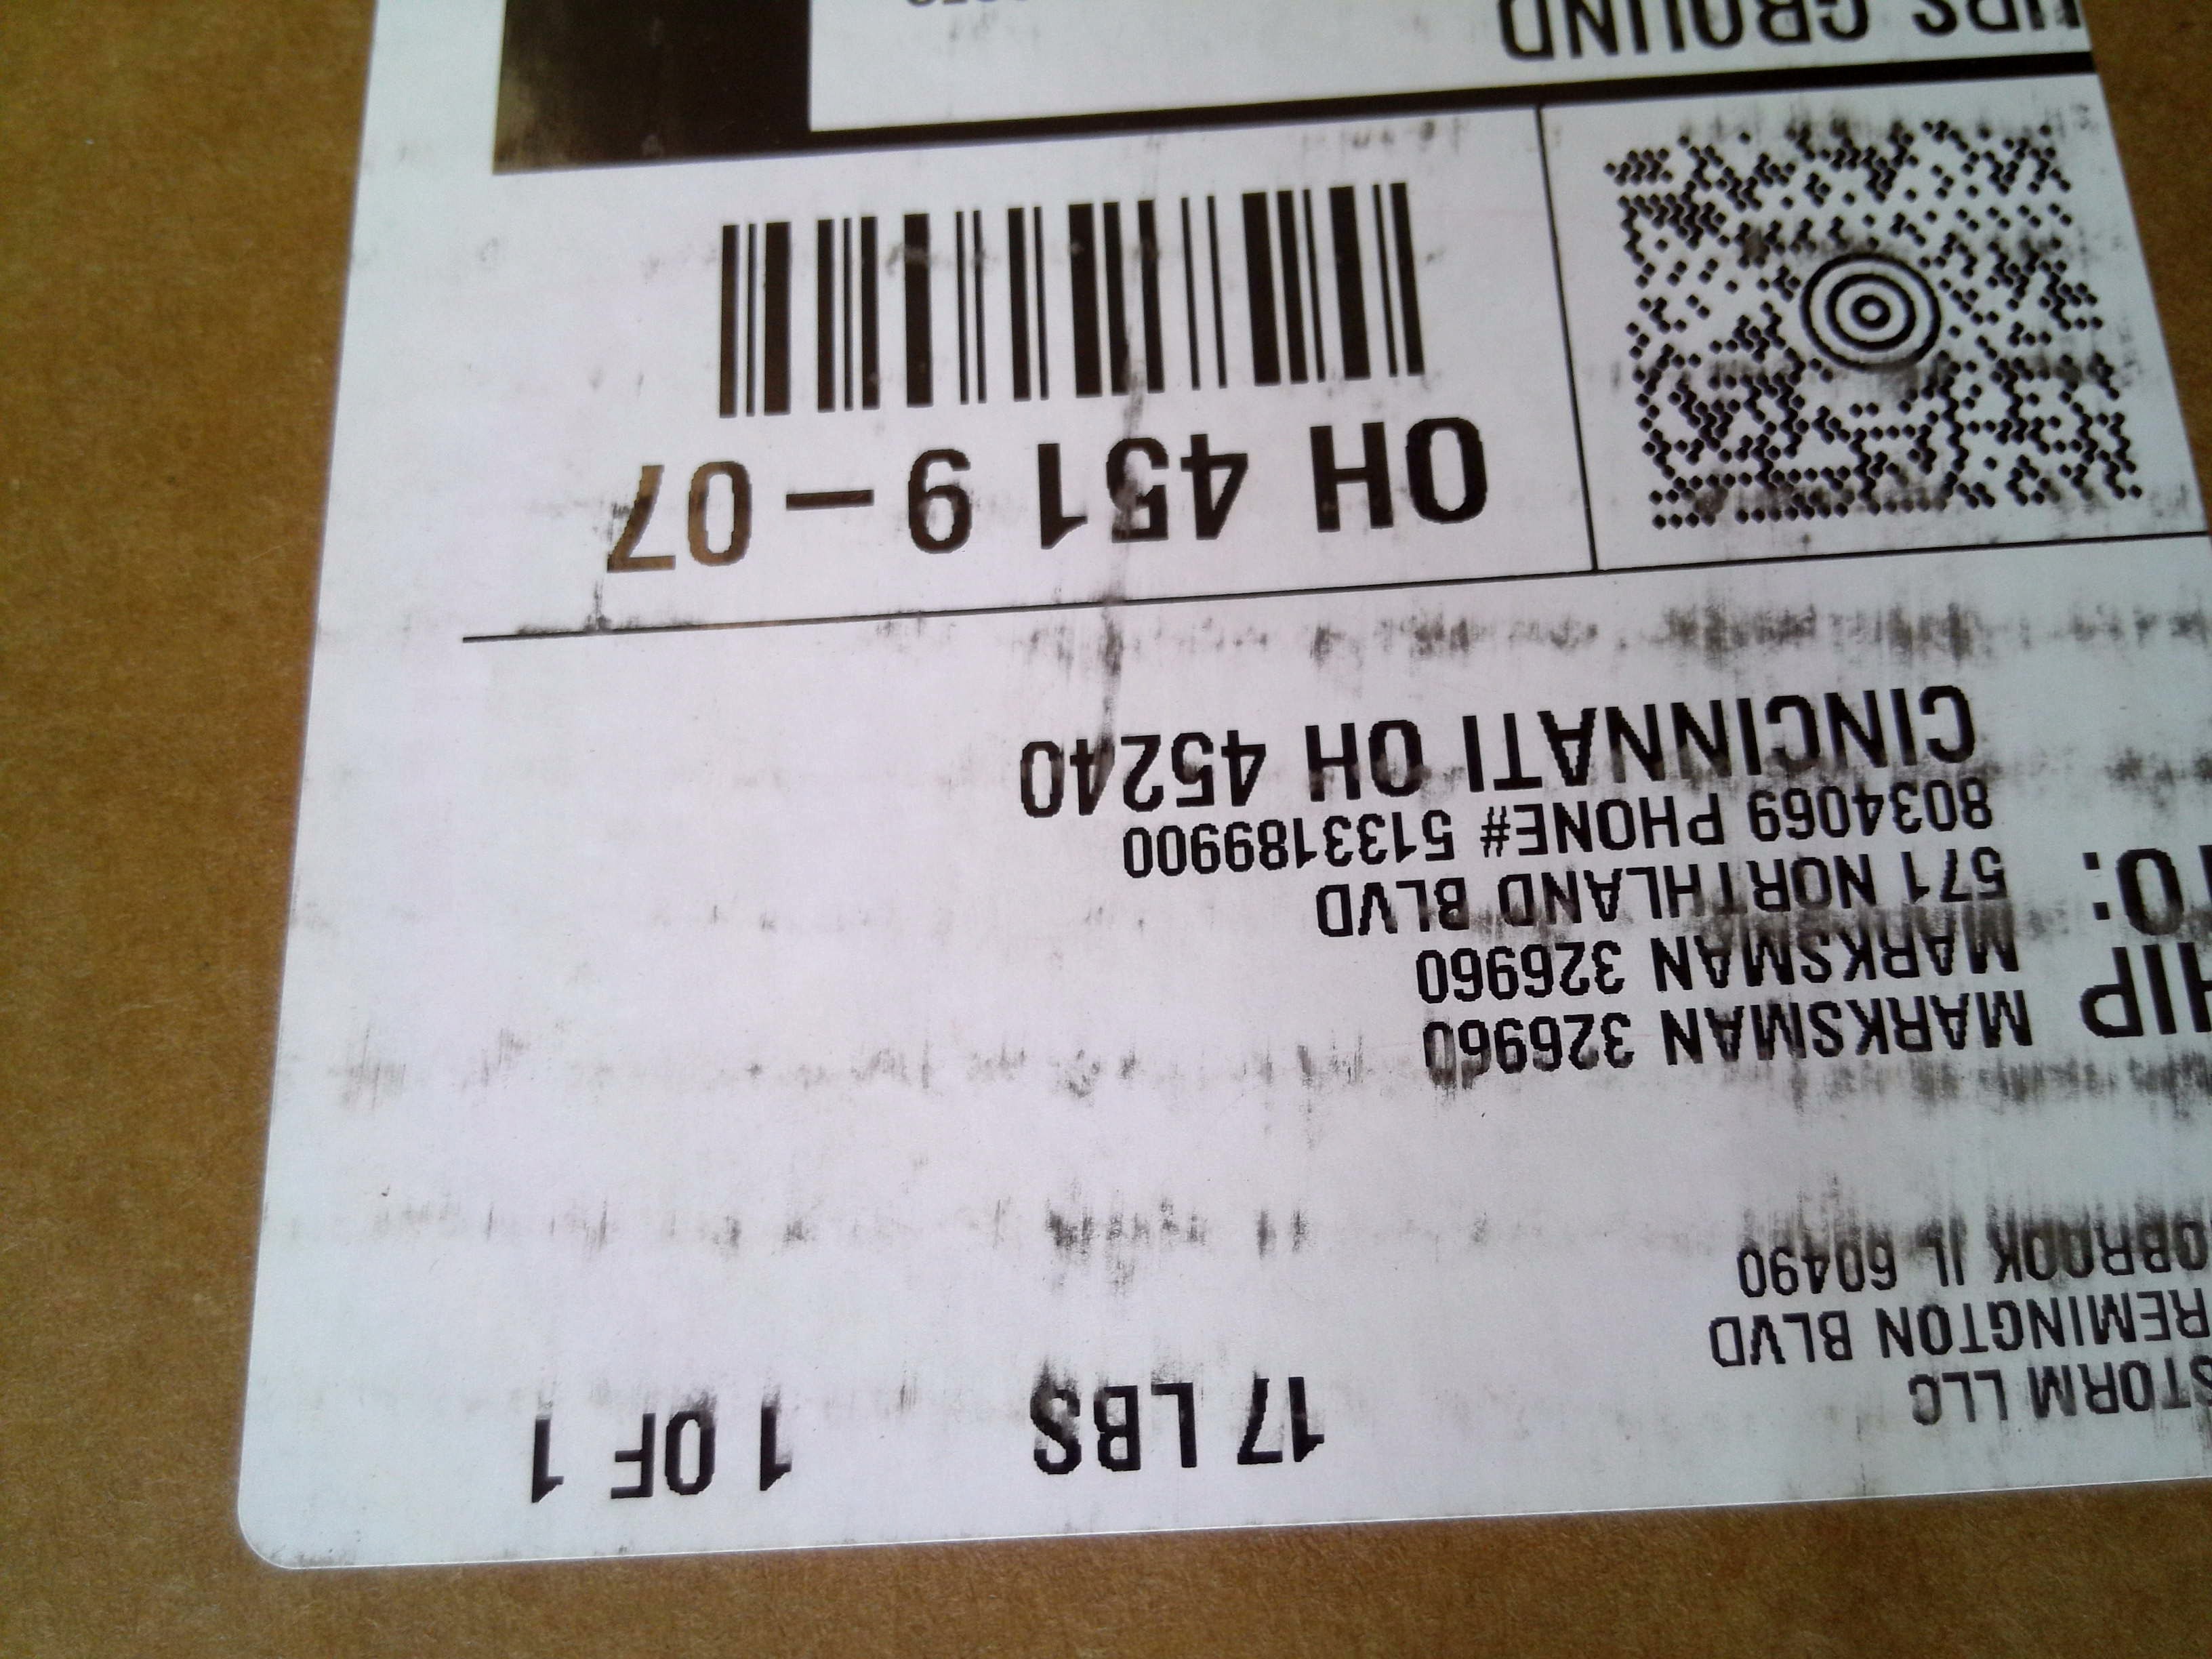 STORM LLC
REMINGTON BLVD
OBROOK IL 60490
17 LBS
1 OF 1
HIP
TO:
MARKSMAN 326960
MARKSMAN 326960
571 NORTHLAND BLVD
8034069 PHONE# 5133189900
CINCINNATI OH 45240
OH 451 9-07
UPS GROUND